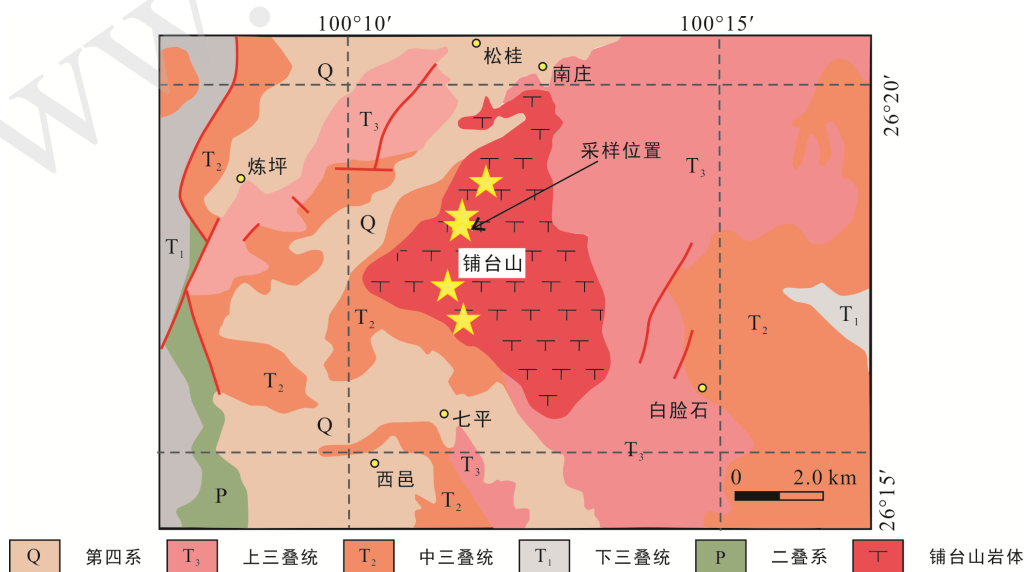 100°10′ 100°15′
www.
松桂
南庄
Q
26°20′
T3
采样位置
T2
炼坪
T3
Q
T1
铺台山
T2
T2
T1
T2
白脸石
七平
Q
T3
T3
西邑
0 2.0 km
P
T2
26°15′
Q 第四系 T3 上三叠统 T2 中三叠统 T1 下三叠统 P 二叠系 铺台山岩体